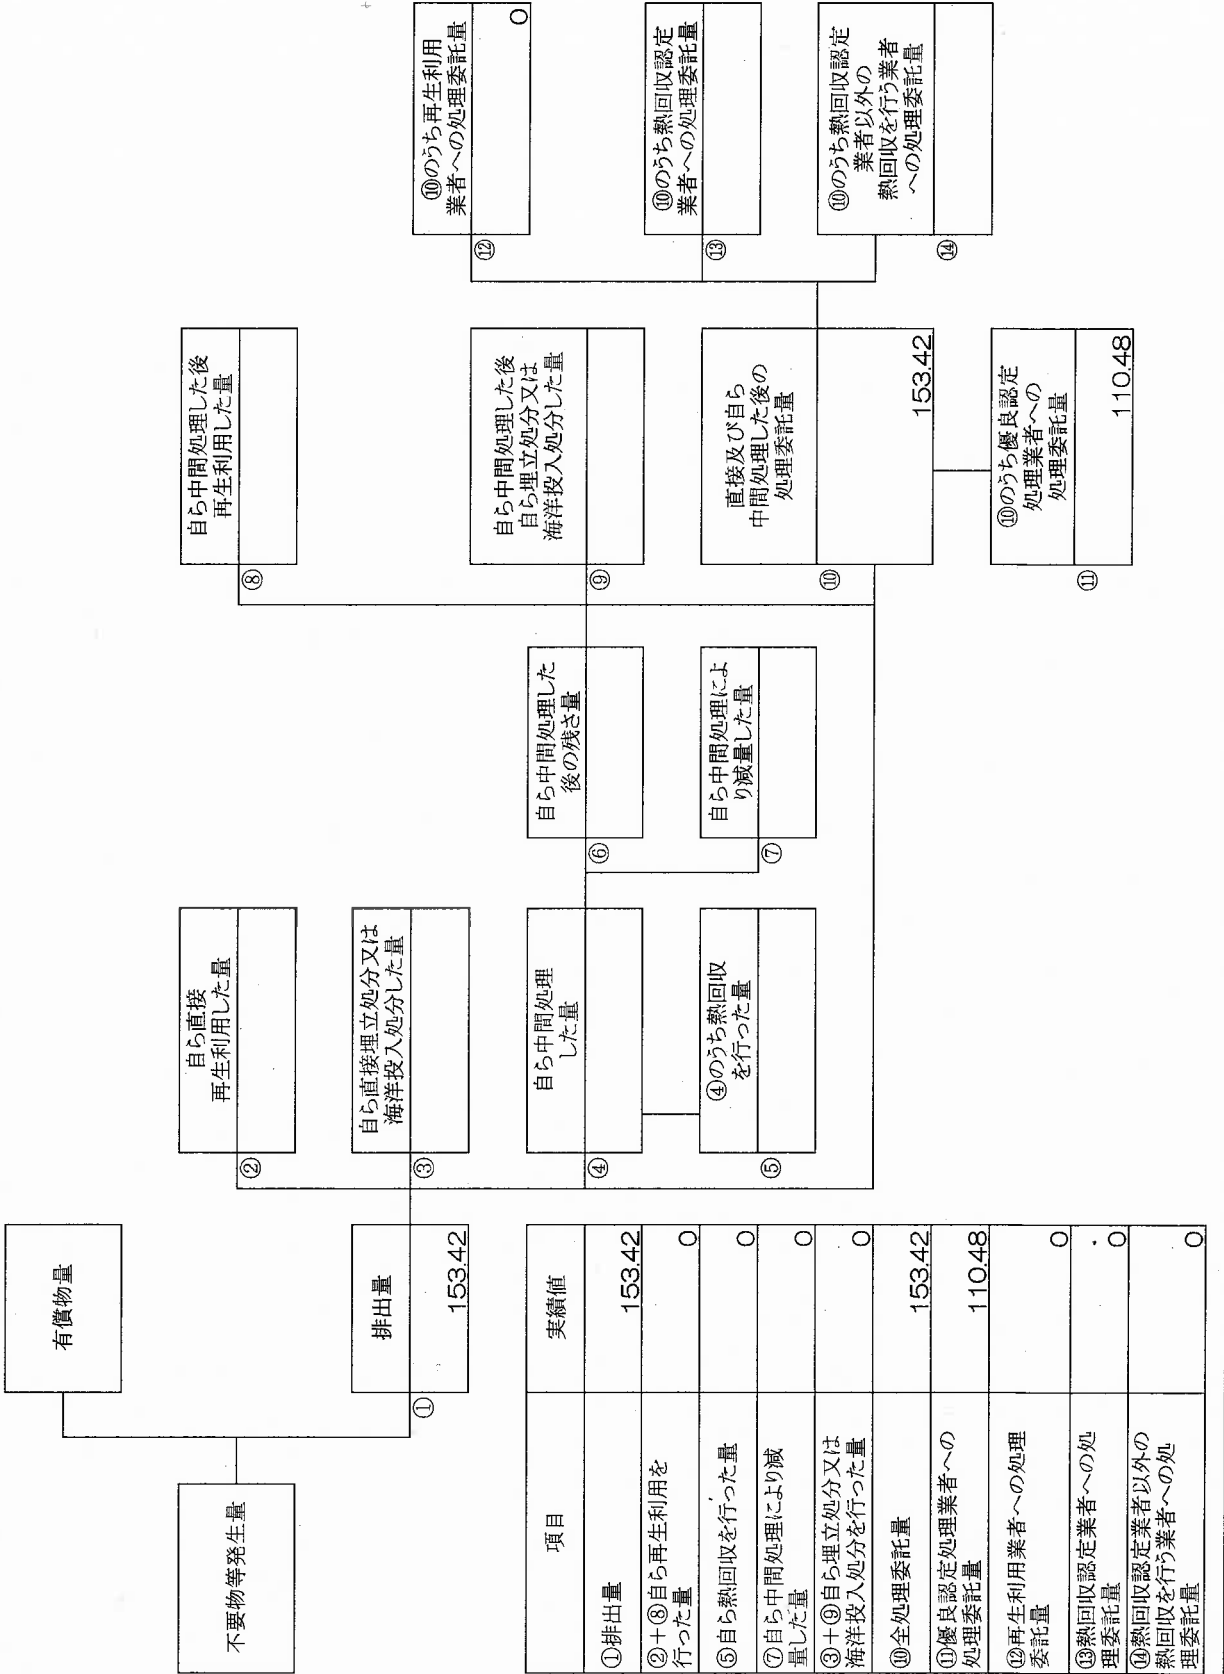 不要物等発生量
有償物量
排出量
①
153.42
自ら直接
再生利用した量
②
自ら直接埋立処分又は
海洋投入処分した量
③
自ら中間処理
した量
④
④のうち熱回収
を行った量
⑤
自ら中間処理した
後の残さ量
⑥
自ら中間処理によ
り減量した量
⑦
自ら中間処理した後
再生利用した量
⑧
自ら中間処理した後
自ら埋立処分又は
海洋投入処分した量
⑨
直接及び自ら
中間処理した後の
処理委託量
⑩
153.42
⑩のうち優良認定
処理業者への
処理委託量
⑪
110.48
⑩のうち再生利用
業者への処理委託量
⑫
0
⑩のうち熱回収認定
業者への処理委託量
⑬
⑩のうち熱回収認定
業者以外の
熱回収を行う業者
への処理委託量
⑭
項目 実績値
①排出量 153.42
②+⑧自ら再生利用を
行った量 0
⑤自ら熱回収を行った量 0
⑦自ら中間処理により減
量した量 0
③+⑨自ら埋立処分又は
海洋投入処分を行った量 0
⑩全処理委託量 153.42
⑪優良認定処理業者への
処理委託量 110.48
⑫再生利用業者への処理
委託量 0
⑬熱回収認定業者への処
理委託量 0
⑭熱回収認定業者以外の
熱回収を行う業者への処
理委託量 0